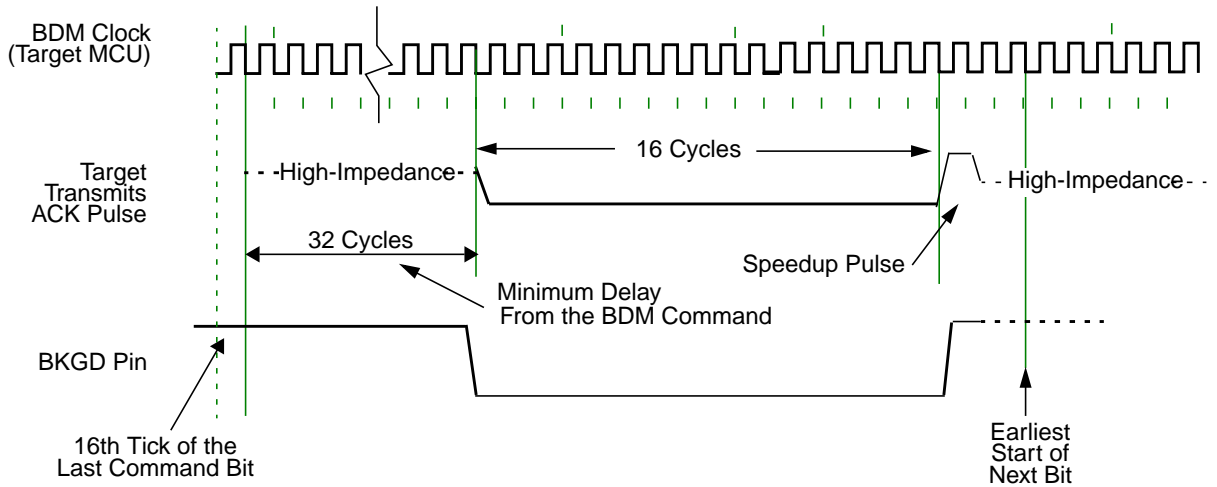 BDM Clock
(Target MCU)
16 Cycles
Target
Transmits
ACK Pulse
High-Impedance
High-Impedance
32 Cycles
Speedup Pulse
Minimum Delay
From the BDM Command
BKGD Pin
16th Tick of the
Last Command Bit
Earliest
Start of
Next Bit